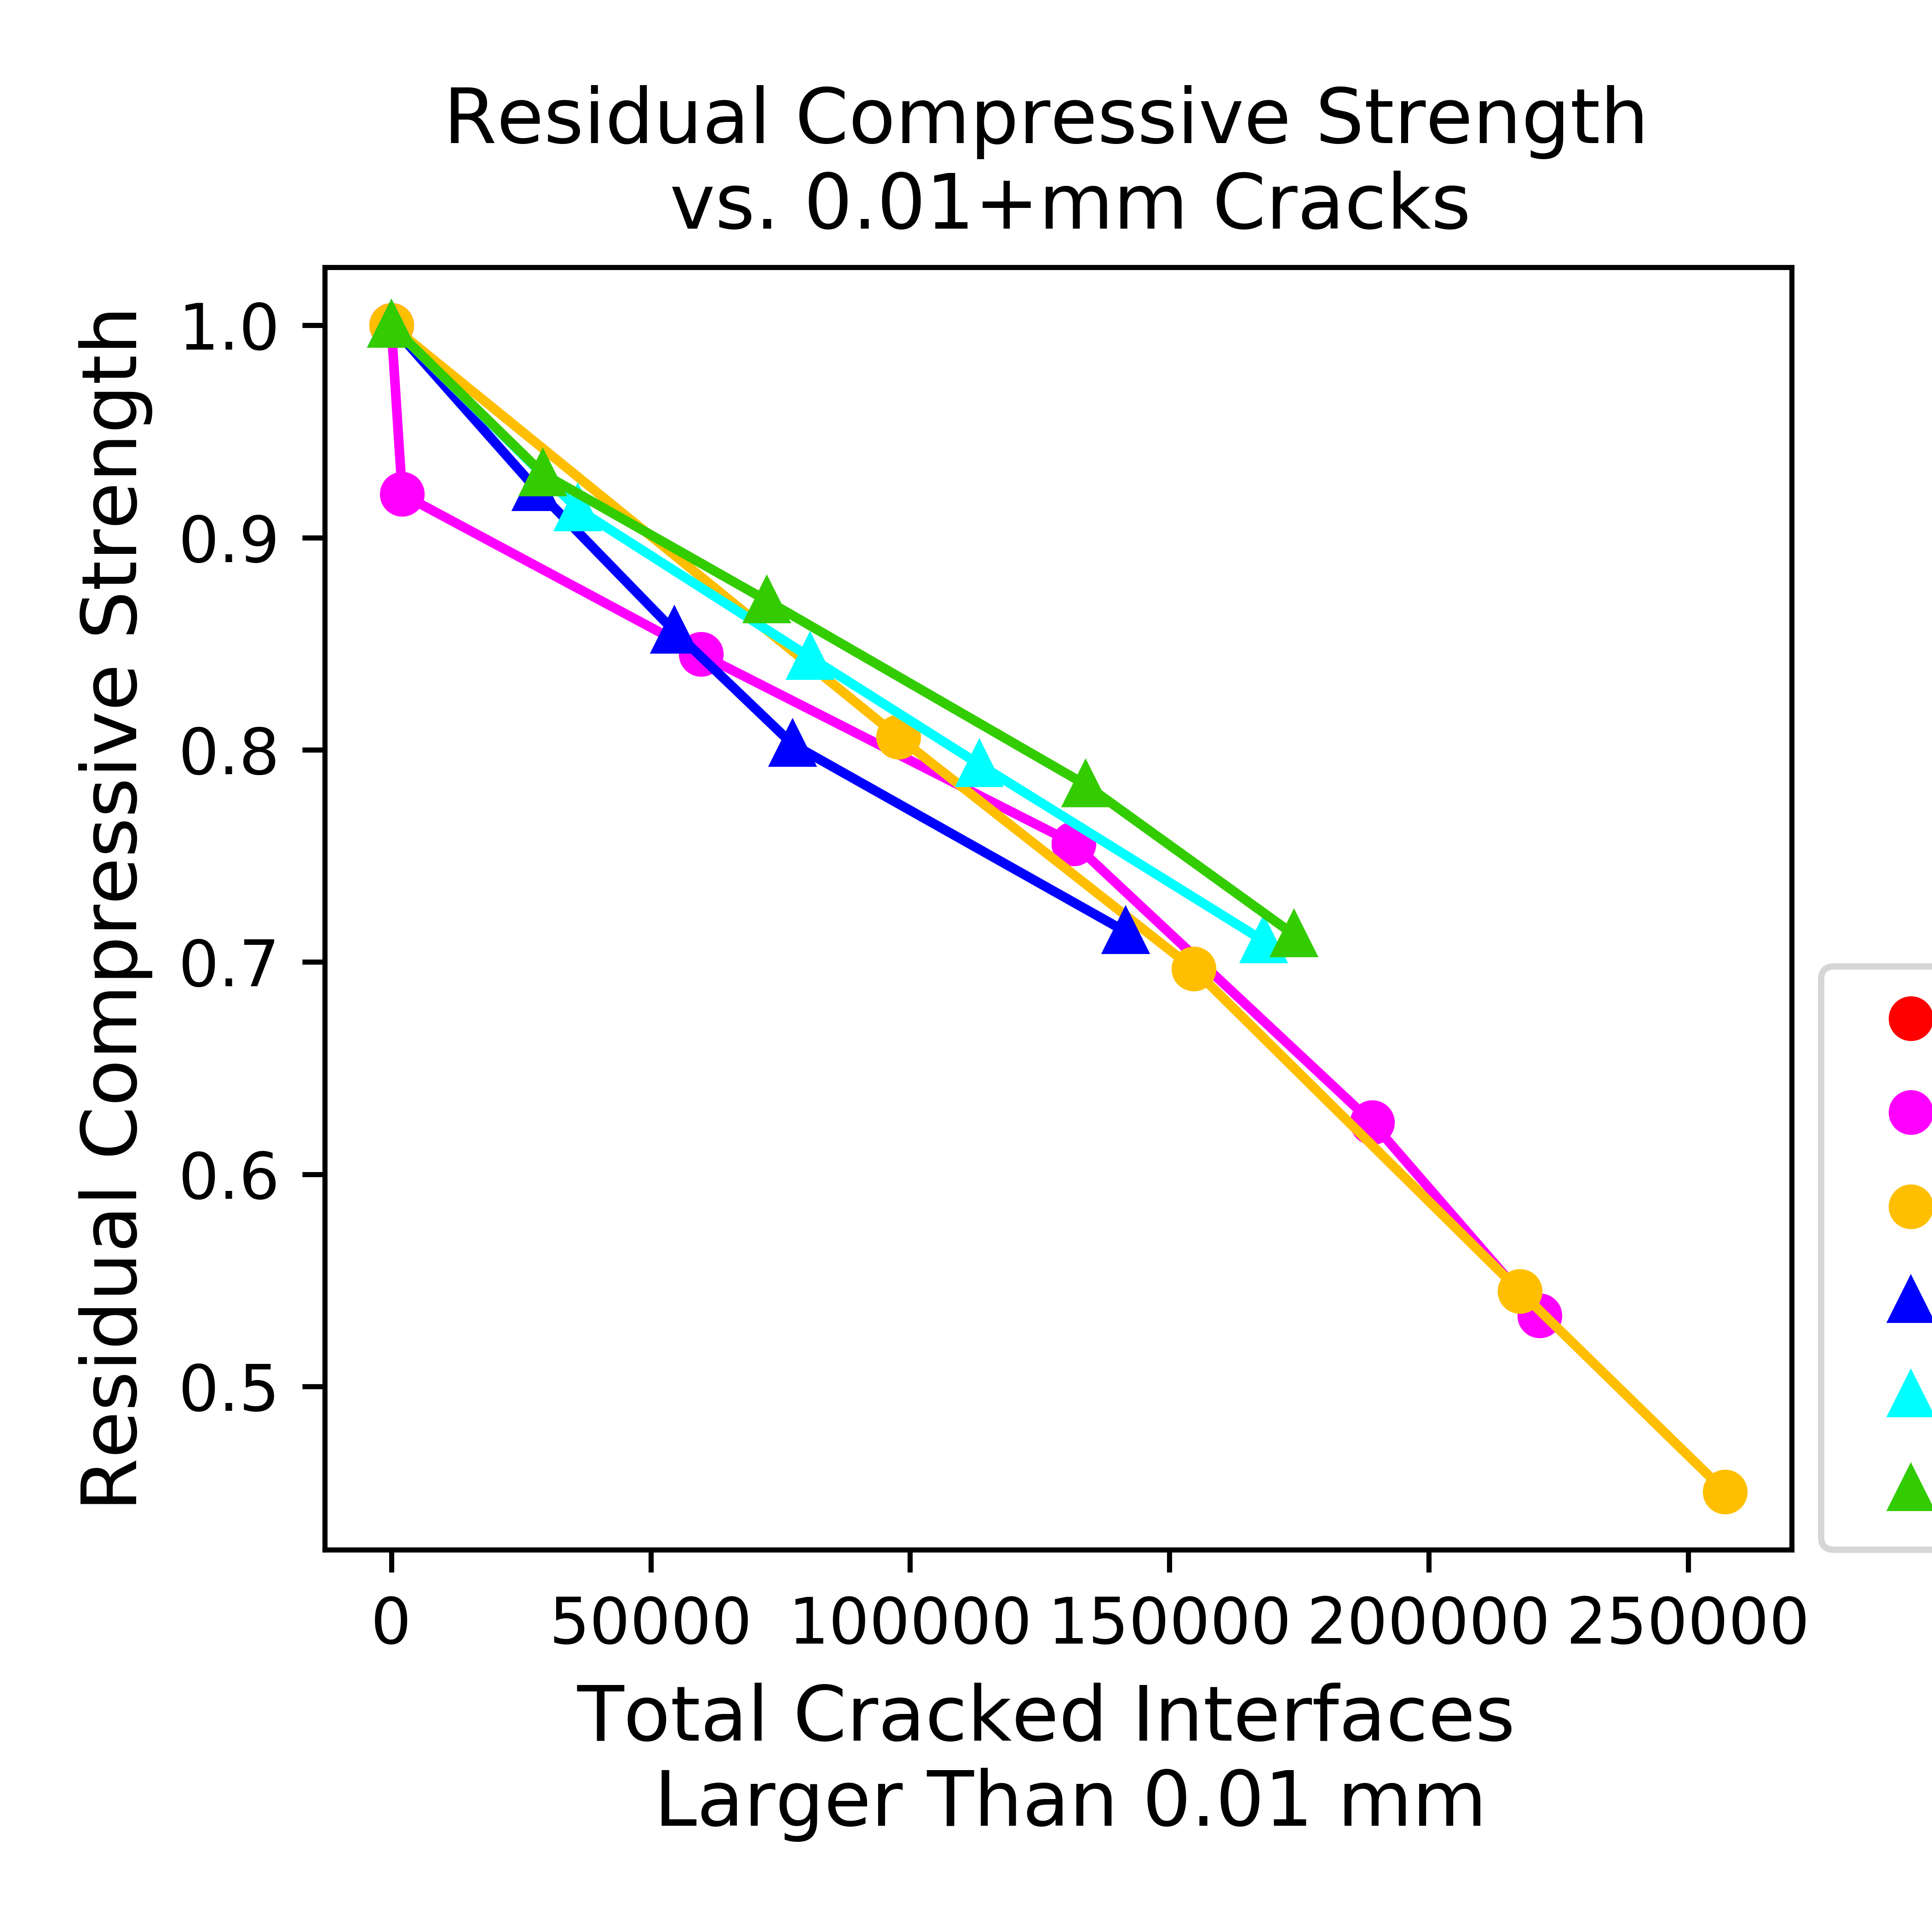 Residual Compressive Strength
vs. 0.01+mm Cracks
Residual Compressive Strength
1.0
0.9
0.8
0.7
0.6
0.5
0
50000
100000
150000
200000
250000
Total Cracked Interfaces
Larger Than 0.01 mm